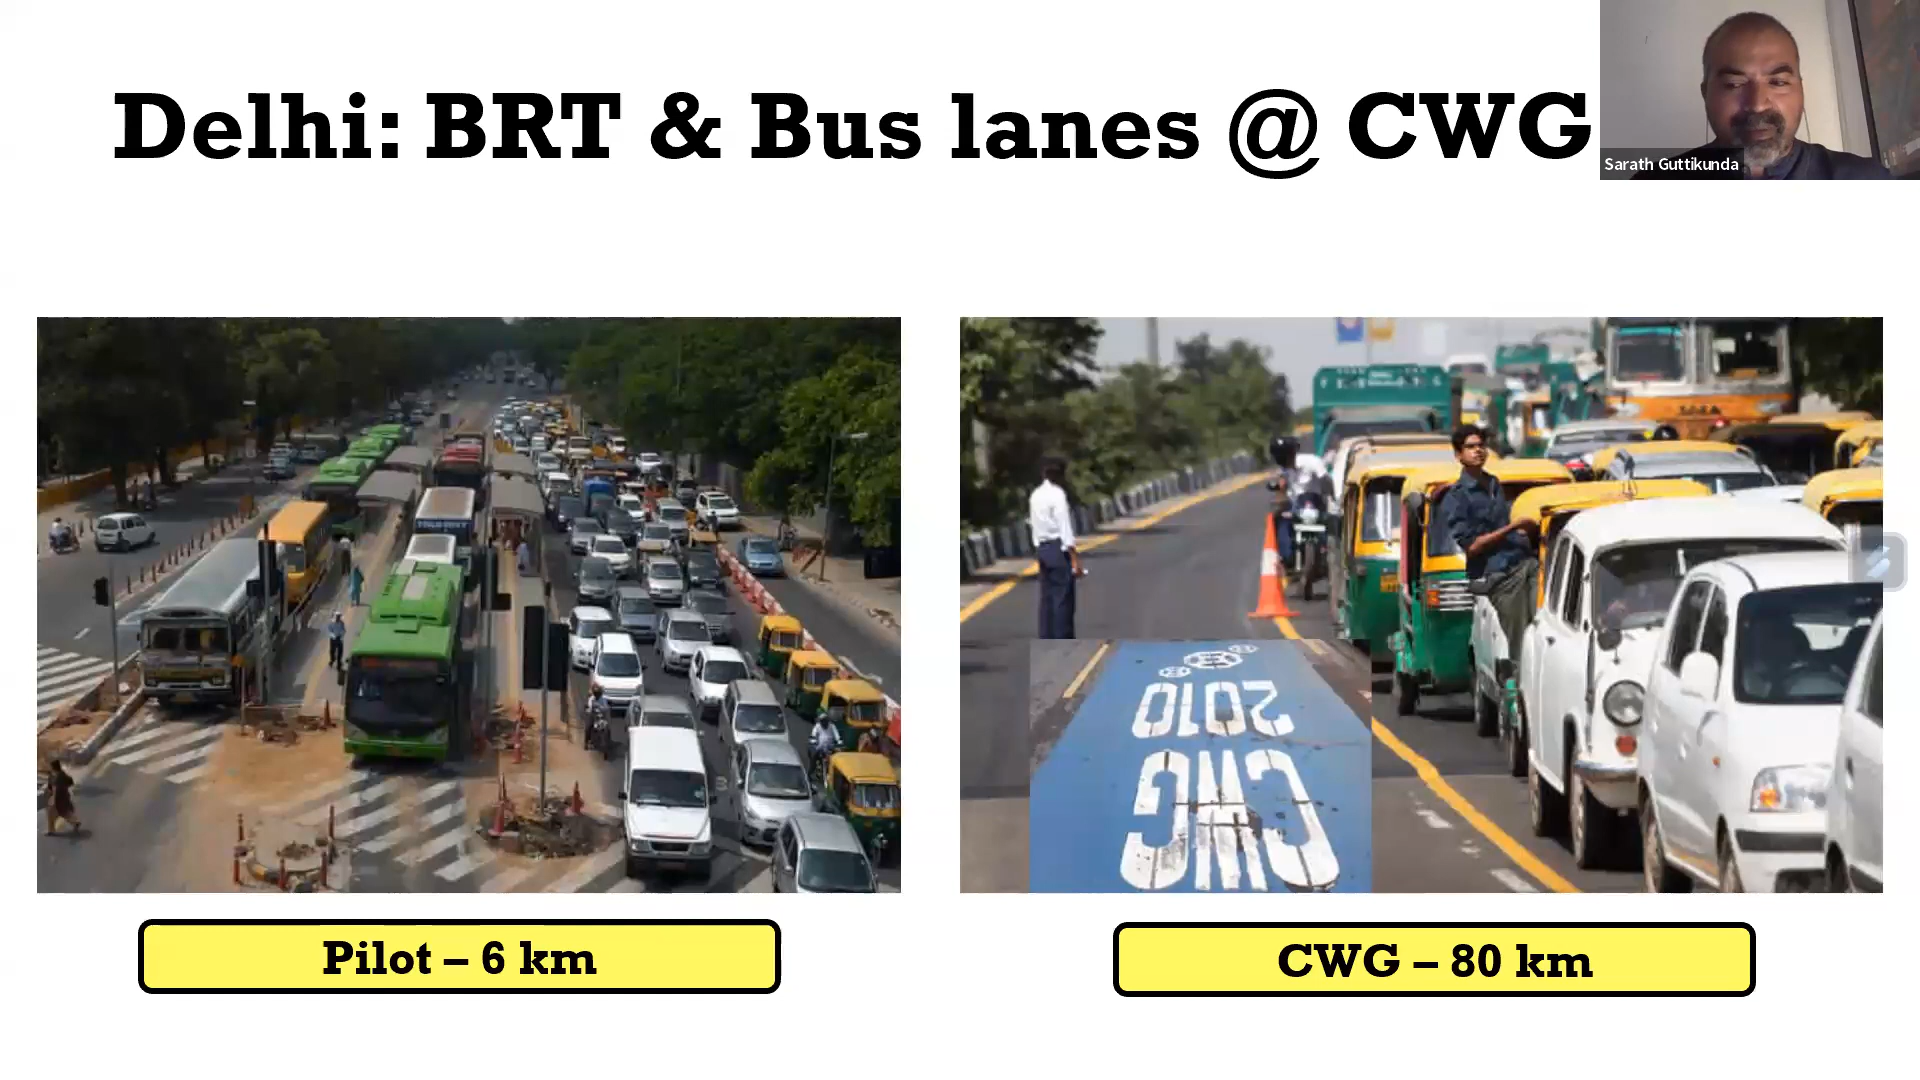 Delhi: BRT & Bus lanes @ CWG
Sarath Guttikunda
2010
CWG
Pilot – 6 km
CWG – 80 km